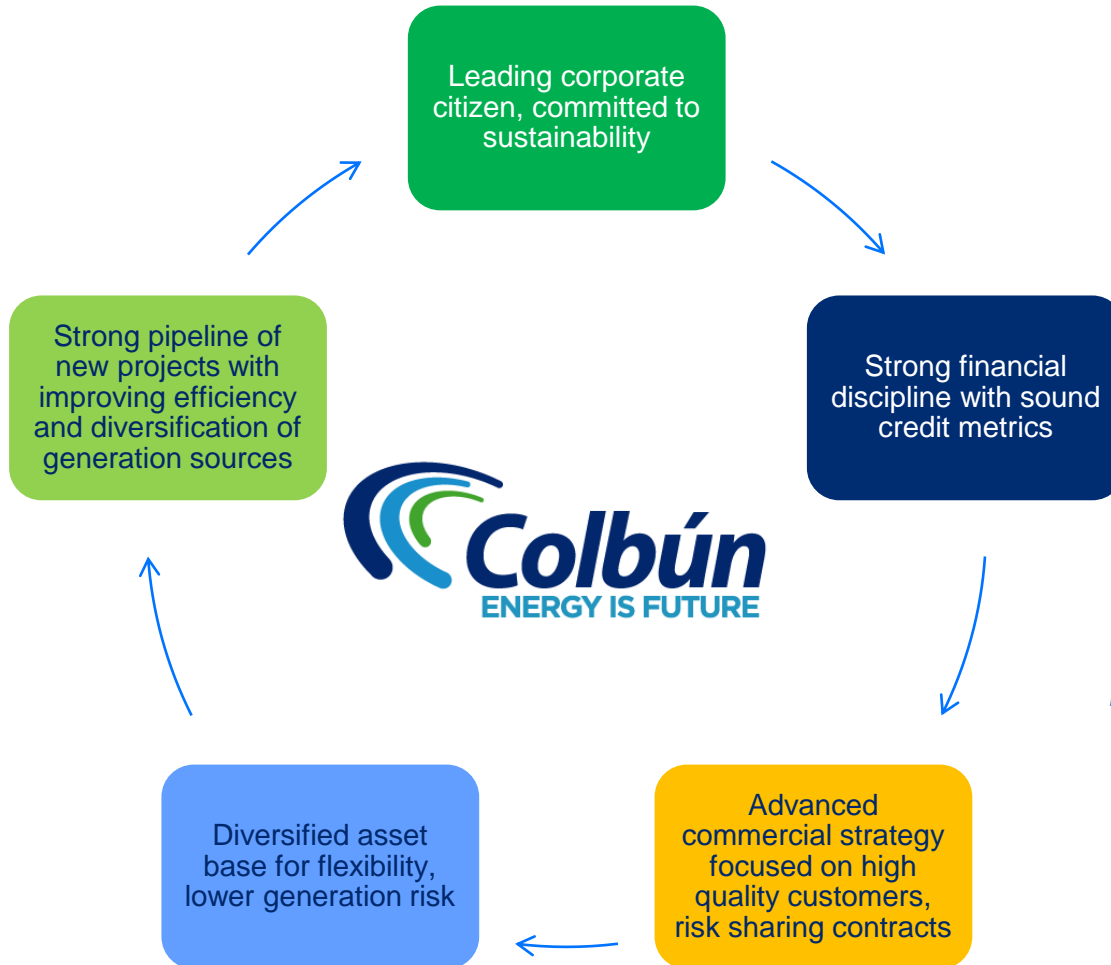 Leading corporate
citizen, committed to
sustainability
Strong pipeline of
new projects with
improving efficiency
and diversification of
generation sources
Strong financial
discipline with sound
credit metrics
Colbún
ENERGY IS FUTURE
Diversified asset
base for flexibility,
lower generation risk
Advanced
commercial strategy
focused on high
quality customers,
risk sharing contracts